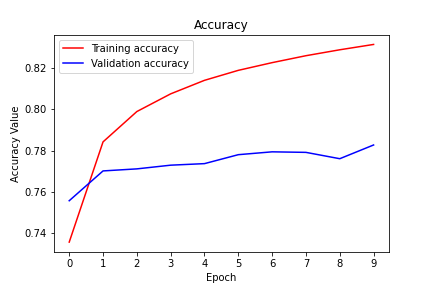 Accuracy
Training accuracy
Validation accuracy
Accuracy Value
0.82
0.80
0.78
0.76
0.74
0 1 2 3 4 5 6 7 8 9
Epoch